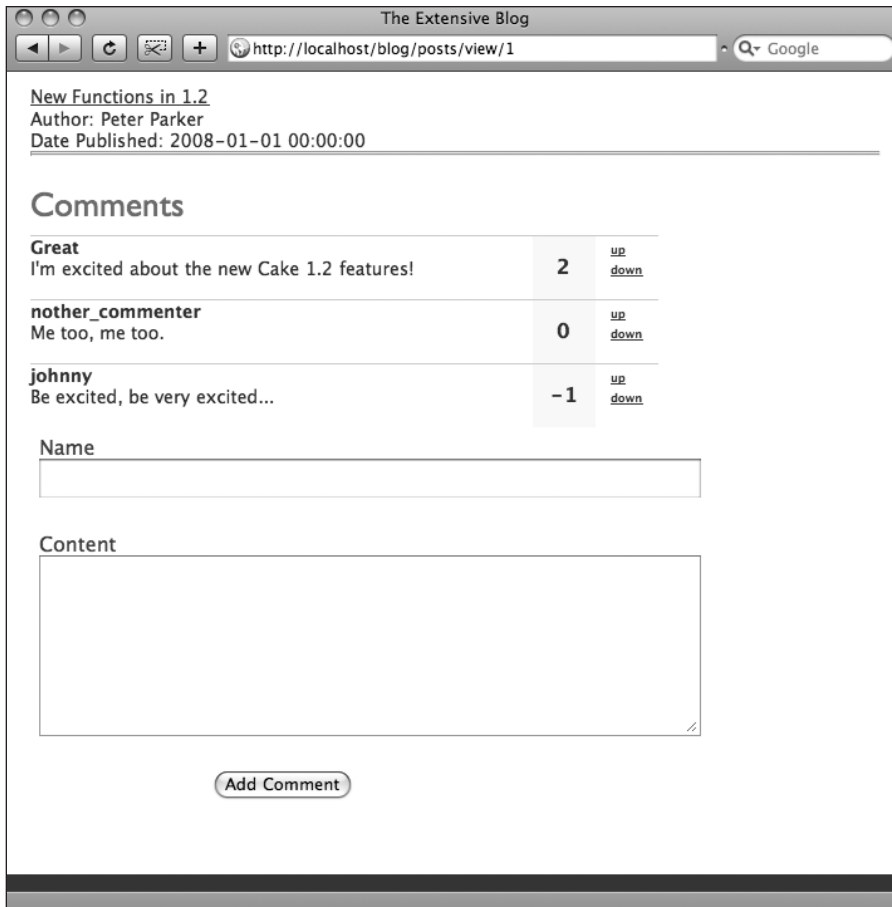 The Extensive Blog
http://localhost/blog/posts/view/1
Google
New Functions in 1.2
Author: Peter Parker
Date Published: 2008-01-01 00:00:00
Comments
Great
I'm excited about the new Cake 1.2 features!
2
up
down
nother_commenter
Me too, me too.
0
up
down
johnny
Be excited, be very excited...
-1
up
down
Name
Content
Add Comment